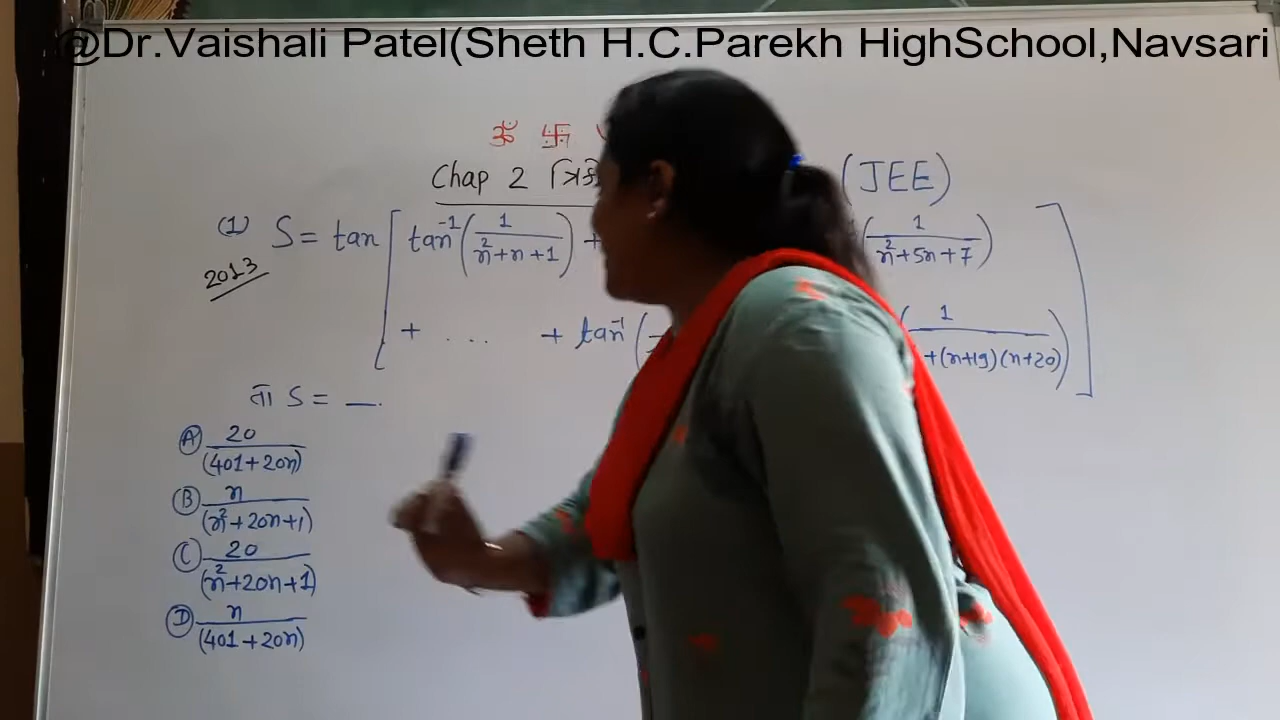 @Dr.Vaishali Patel(Sheth H.C.Parekh HighSchool,Navsari
ॐ 卐
Chap 2 (JEE)
(1) S = tan [ tan⁻¹ ( 1 / n²+n+1 ) + ( 1 / n²+5n+7 )
2013
+ .... + tan⁻¹ ( 1 / +(n+19)(n+20) ) ]
તો S = __.
(A) 20 / (401+20n)
(B) n / (n²+20n+1)
(C) 20 / (n²+20n+1)
(D) n / (401+20n)